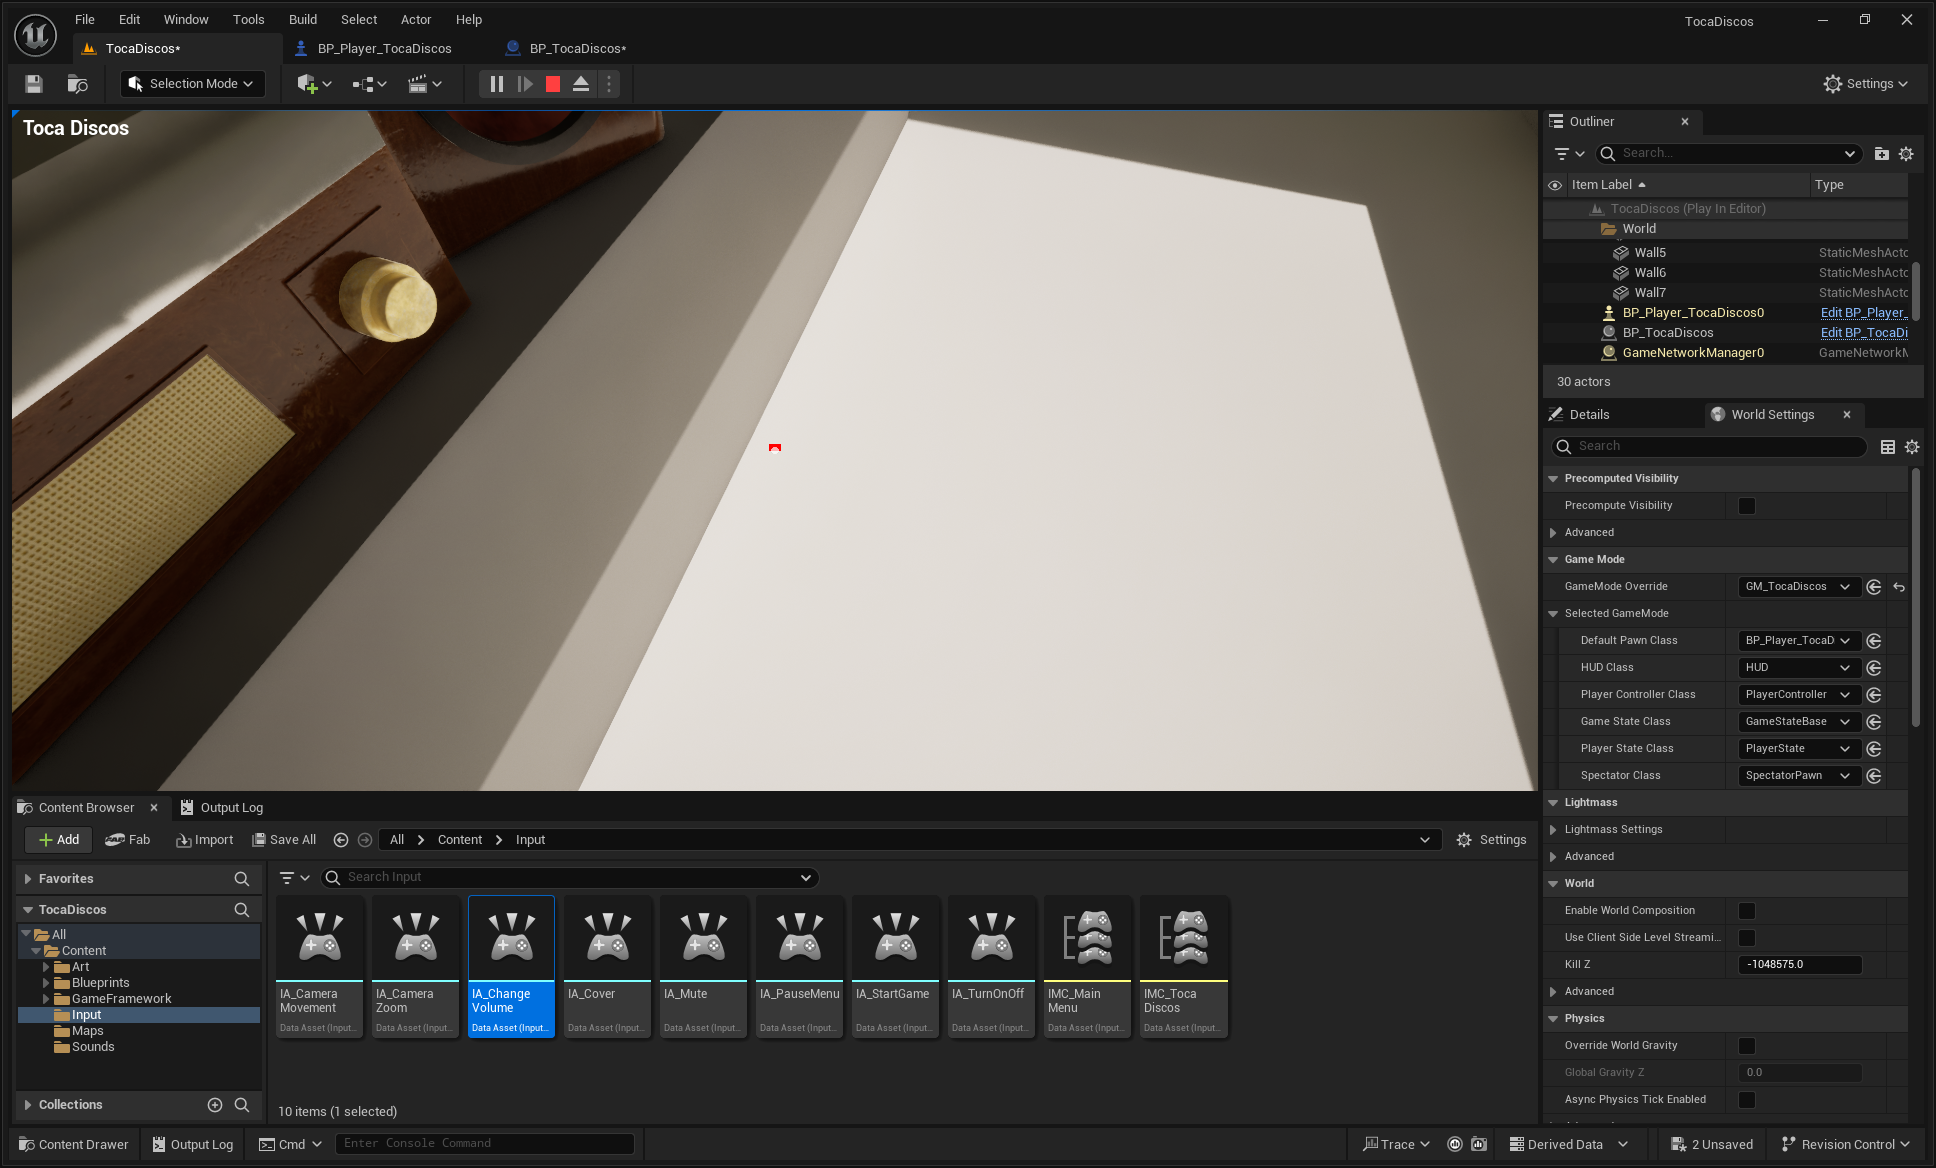 File Edit Window Tools Build Select Actor Help
TocaDiscos
TocaDiscos*
BP_Player_TocaDiscos
BP_TocaDiscos*
Selection Mode
Settings
Toca Discos
Outliner
Search...
Item Label
Type
TocaDiscos (Play In Editor)
World
Wall5 StaticMeshActo
Wall6 StaticMeshActo
Wall7 StaticMeshActo
BP_Player_TocaDiscos0 Edit BP_Player_
BP_TocaDiscos Edit BP_TocaDi
GameNetworkManager0 GameNetworkM
30 actors
Details
World Settings
Search
Precomputed Visibility
Precompute Visibility
Advanced
Game Mode
GameMode Override GM_TocaDiscos
Selected GameMode
Default Pawn Class BP_Player_TocaD
HUD Class HUD
Player Controller Class PlayerController
Game State Class GameStateBase
Player State Class PlayerState
Spectator Class SpectatorPawn
Lightmass
Lightmass Settings
Advanced
World
Enable World Composition
Use Client Side Level Streami...
Kill Z -1048575.0
Advanced
Physics
Override World Gravity
Global Gravity Z 0.0
Async Physics Tick Enabled
Content Browser
Output Log
Add Fab Import Save All All Content Input Settings
Favorites
TocaDiscos
All
Content
Art
Blueprints
GameFramework
Input
Maps
Sounds
Collections
Search Input
IA_Camera
Movement
Data Asset (Input...
IA_Camera
Zoom
Data Asset (Input...
IA_Change
Volume
Data Asset (Input...
IA_Cover
Data Asset (Input...
IA_Mute
Data Asset (Input...
IA_PauseMenu
Data Asset (Input...
IA_StartGame
Data Asset (Input...
IA_TurnOnOff
Data Asset (Input...
IMC_Main
Menu
Data Asset (Input...
IMC_Toca
Discos
Data Asset (Input...
10 items (1 selected)
Content Drawer Output Log Cmd Enter Console Command Trace Derived Data 2 Unsaved Revision Control